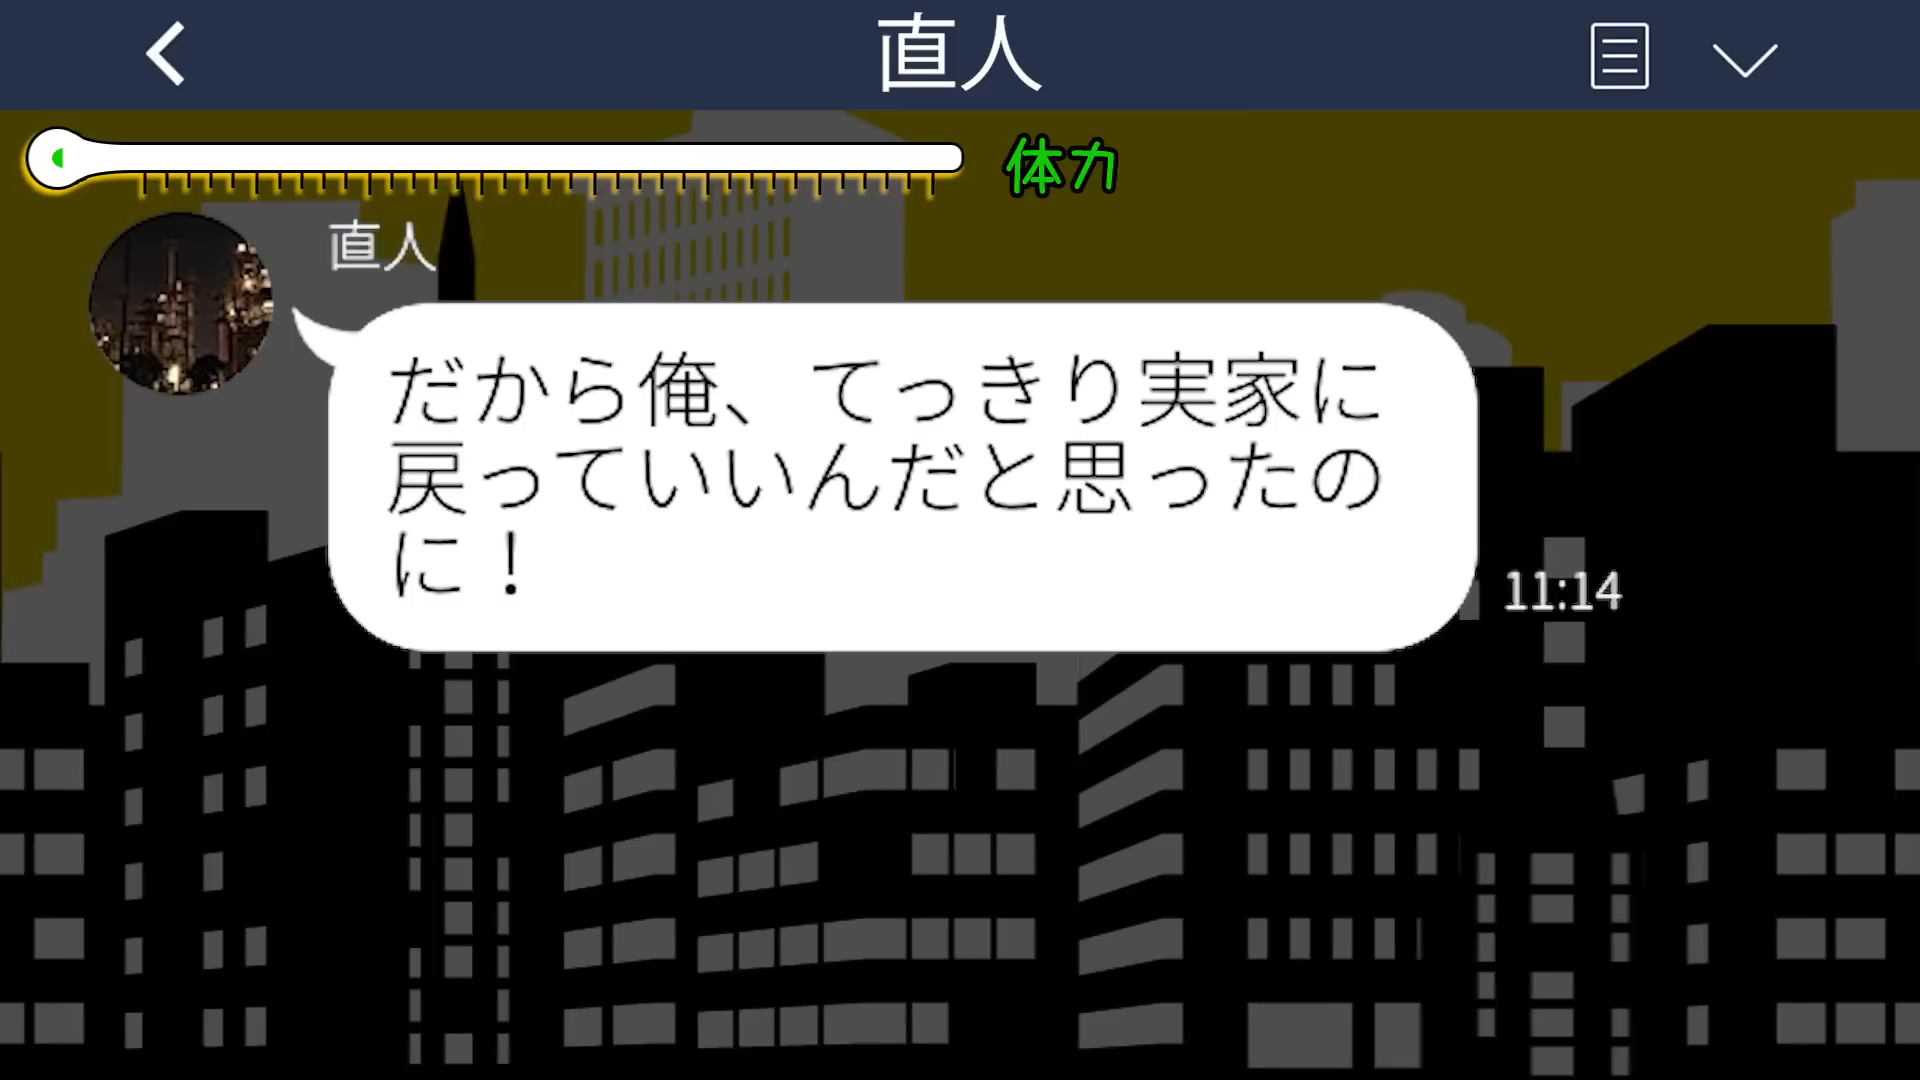 直人
体力
直人
だから俺、てっきり実家に
戻っていいんだと思ったの
に！
11:14